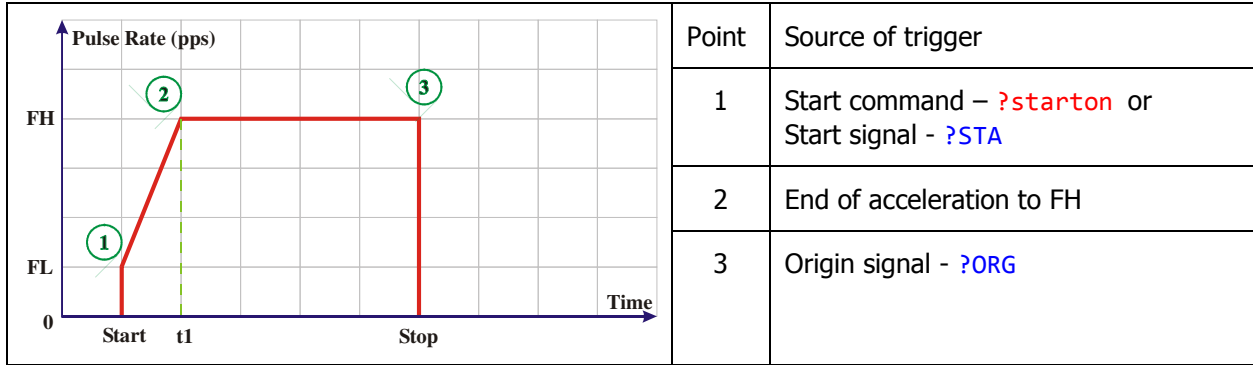 Pulse Rate (pps)
1
2
3
FH
FL
0
Start
t1
Stop
Time
Point
Source of trigger
1
Start command – ?starton or
Start signal - ?STA
2
End of acceleration to FH
3
Origin signal - ?ORG